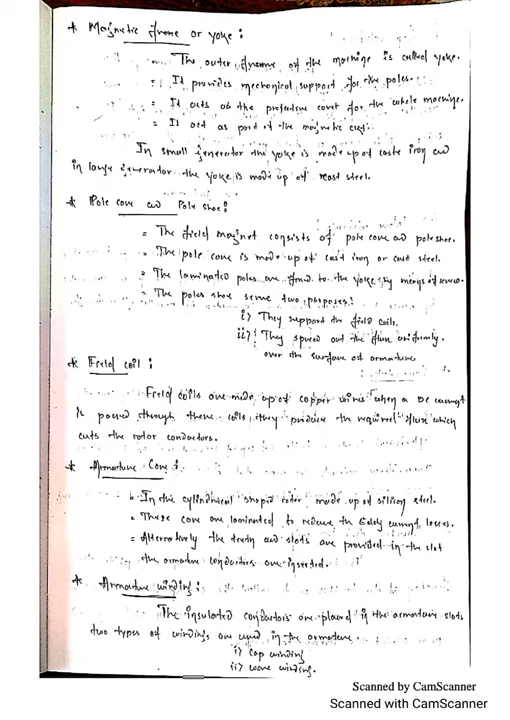 * Magnetic frame or yoke:
The outer frame of the machine is called yoke.
= It provides mechanical support for the poles.
= It acts as the protective cover for the whole machine.
= It act as part of the magnetic
In small generator the yoke is made up of cast iron and
in large generator the yoke is made up of steel.
* Pole core and Pole shoe:
= The field magnet consists of pole core and pole shoe.
= The pole core is made up of cast iron or cast steel.
= The laminated poles are to the yoke by means of screws.
= The poles shoe serve two purposes:
i) They support the field coils.
ii) They spread out the flux uniformly
over the surface of armature
* Field coil:
Field coils are made up of copper wires when a DC current
is passed through these coils, they produce the required flux which
cuts the rotor conductors.
* Armature Core:
= In the cylindrical shaped rotor made up of silicon steel.
= These core are laminated to reduce the Eddy current losses.
= Alternatively the teeth and slots are provided in the slot
the armature conductors are inserted.
* Armature winding:
The insulated conductors are placed in the armature slots
two types of windings are used in the armature.
i) Lap winding
ii) wave winding.
Scanned by CamScanner
Scanned with CamScanner